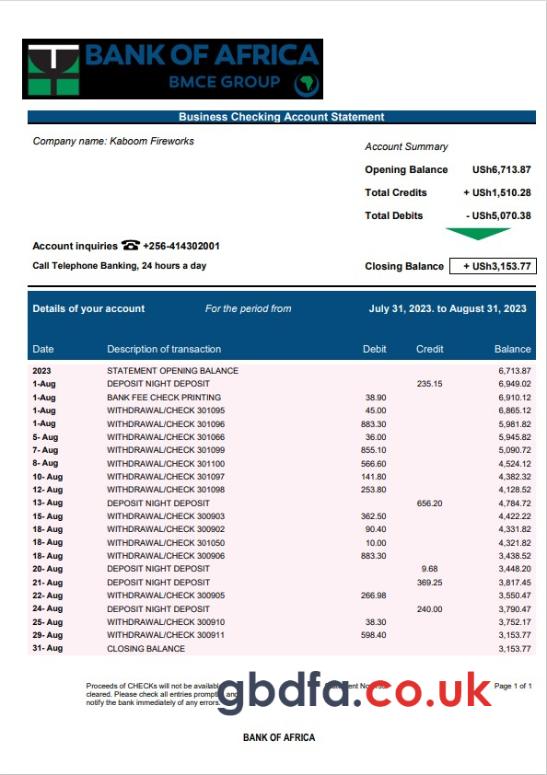 BANK OF AFRICA
BMCE GROUP
Business Checking Account Statement
Company name: Kaboom Fireworks
Account Summary
Opening Balance USh6,713.87
Total Credits + USh1,510.28
Total Debits - USh5,070.38
Account inquiries ☎ +256-414302001
Call Telephone Banking, 24 hours a day
Closing Balance + USh3,153.77
Details of your account For the period from July 31, 2023. to August 31, 2023
Date Description of transaction Debit Credit Balance
2023 STATEMENT OPENING BALANCE 6,713.87
1-Aug DEPOSIT NIGHT DEPOSIT 235.15 6,949.02
1-Aug BANK FEE CHECK PRINTING 38.90 6,910.12
1-Aug WITHDRAWAL/CHECK 301095 45.00 6,865.12
1-Aug WITHDRAWAL/CHECK 301096 883.30 5,981.82
5- Aug WITHDRAWAL/CHECK 301066 36.00 5,945.82
7- Aug WITHDRAWAL/CHECK 301099 855.10 5,090.72
8- Aug WITHDRAWAL/CHECK 301100 566.60 4,524.12
10- Aug WITHDRAWAL/CHECK 301097 141.80 4,382.32
12- Aug WITHDRAWAL/CHECK 301098 253.80 4,128.52
13- Aug DEPOSIT NIGHT DEPOSIT 656.20 4,784.72
15- Aug WITHDRAWAL/CHECK 300903 362.50 4,422.22
18- Aug WITHDRAWAL/CHECK 300902 90.40 4,331.82
18- Aug WITHDRAWAL/CHECK 301050 10.00 4,321.82
18- Aug WITHDRAWAL/CHECK 300906 883.30 3,438.52
20- Aug DEPOSIT NIGHT DEPOSIT 9.68 3,448.20
21- Aug DEPOSIT NIGHT DEPOSIT 369.25 3,817.45
22- Aug WITHDRAWAL/CHECK 300905 266.98 3,550.47
24- Aug DEPOSIT NIGHT DEPOSIT 240.00 3,790.47
25- Aug WITHDRAWAL/CHECK 300910 38.30 3,752.17
29- Aug WITHDRAWAL/CHECK 300911 598.40 3,153.77
31- Aug CLOSING BALANCE 3,153.77
Proceeds of CHECKs will not be available Page 1 of 1
cleared. Please check all entries and
notify the bank immediately of any errors.
gbdfa.co.uk
BANK OF AFRICA